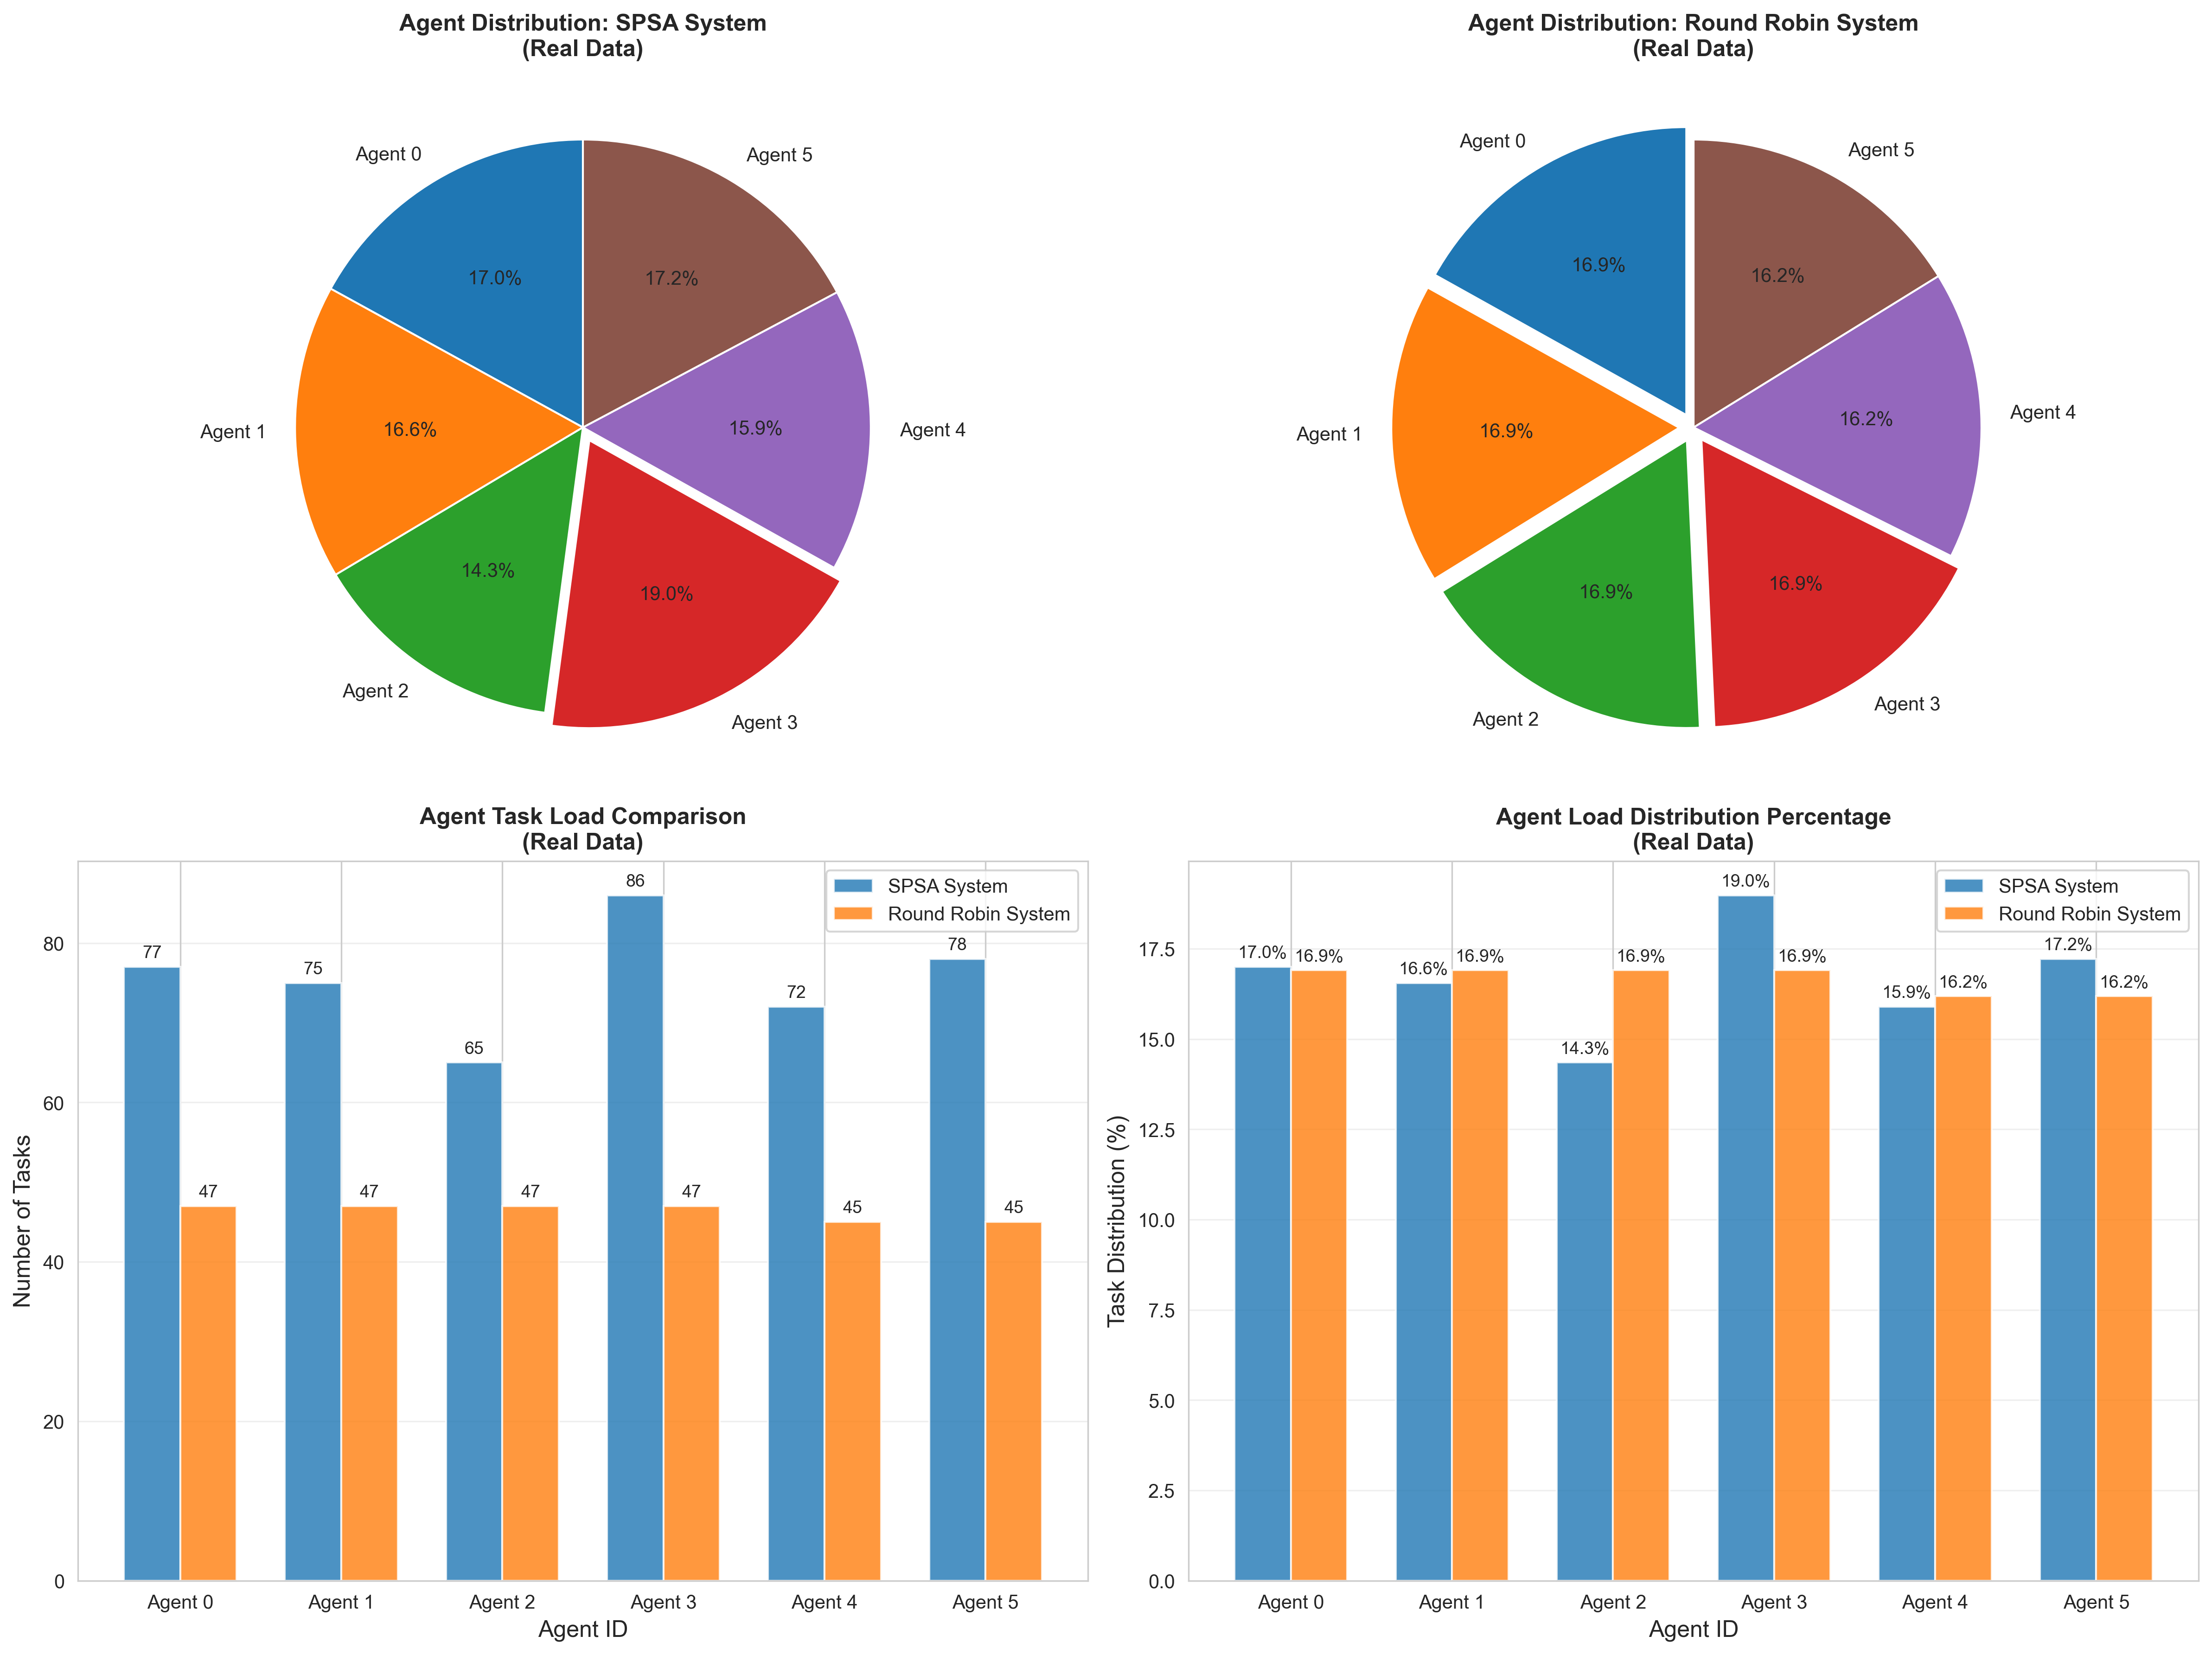 Agent Distribution: SPSA System
(Real Data)
Agent 0
Agent 5
17.0%
17.2%
Agent 1
16.6%
15.9%
Agent 4
14.3%
19.0%
Agent 2
Agent 3
Agent Distribution: Round Robin System
(Real Data)
Agent 0
Agent 5
16.9%
16.2%
Agent 1
16.9%
16.2%
Agent 4
16.9%
16.9%
Agent 2
Agent 3
Agent Task Load Comparison
(Real Data)
SPSA System
Round Robin System
Number of Tasks
80
60
40
20
0
77
47
75
47
65
47
86
47
72
45
78
45
Agent 0
Agent 1
Agent 2
Agent 3
Agent 4
Agent 5
Agent ID
Agent Load Distribution Percentage
(Real Data)
SPSA System
Round Robin System
Task Distribution (%)
17.5
15.0
12.5
10.0
7.5
5.0
2.5
0.0
17.0%
16.9%
16.6%
16.9%
14.3%
16.9%
19.0%
16.9%
15.9%
16.2%
17.2%
16.2%
Agent 0
Agent 1
Agent 2
Agent 3
Agent 4
Agent 5
Agent ID